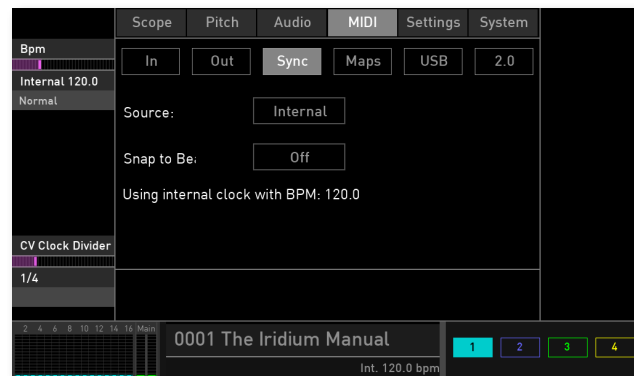 Scope Pitch Audio MIDI Settings System
Bpm
In Out Sync Maps USB 2.0
Internal 120.0
Normal
Source: Internal
Snap to Bea Off
Using internal clock with BPM: 120.0
CV Clock Divider
1/4
2 4 6 8 10 12 14 16 Main
0001 The Iridium Manual
1 2 3 4
Int. 120.0 bpm